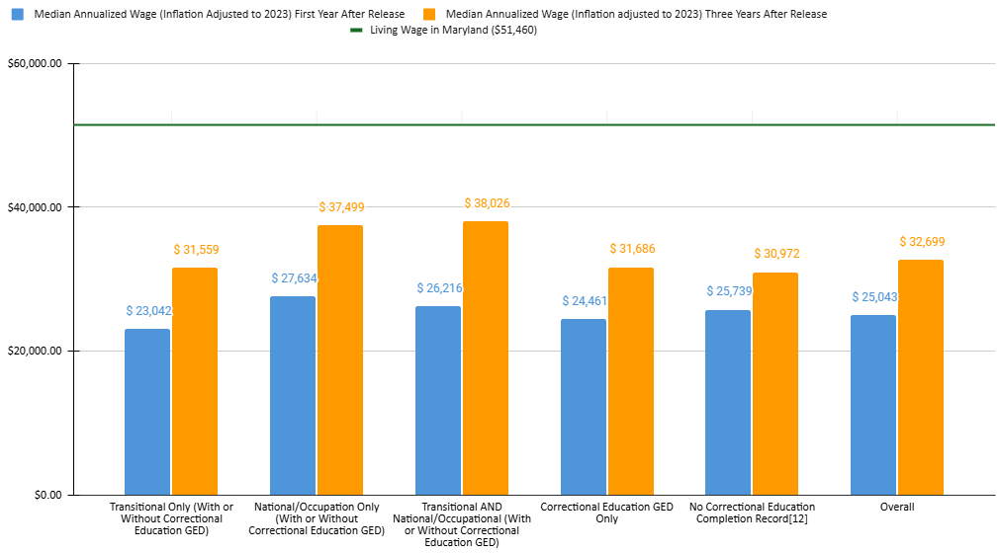 Median Annualized Wage (Inflation Adjusted to 2023) First Year After Release
Median Annualized Wage (Inflation adjusted to 2023) Three Years After Release
Living Wage in Maryland ($51,460)
$60,000.00
$40,000.00
$20,000.00
$0.00
$ 23,042
$ 31,559
$ 27,634
$ 37,499
$ 26,216
$ 38,026
$ 24,461
$ 31,686
$ 25,739
$ 30,972
$ 25,043
$ 32,699
Transitional Only (With or
Without Correctional
Education GED)
National/Occupation Only
(With or Without
Correctional Education GED)
Transitional AND
National/Occupational (With
or Without Correctional
Education GED)
Correctional Education GED
Only
No Correctional Education
Completion Record[12]
Overall